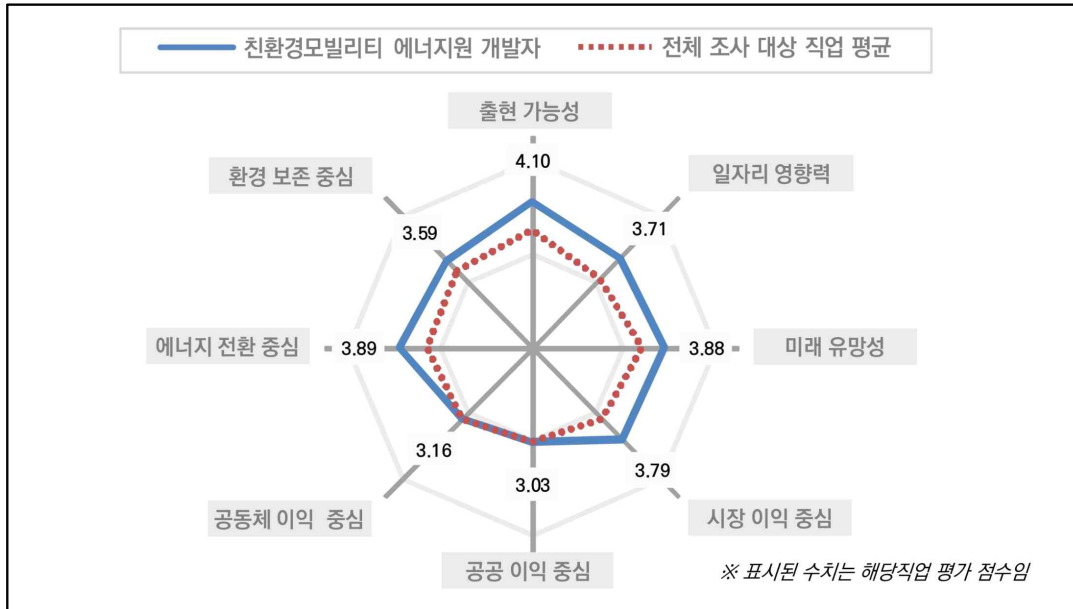 친환경모빌리티 에너지원 개발자 전체 조사 대상 직업 평균
출현 가능성
4.10
환경 보존 중심
일자리 영향력
3.59
3.71
에너지 전환 중심
3.89
3.88
미래 유망성
3.16
3.79
공동체 이익 중심
3.03
시장 이익 중심
공공 이익 중심
※ 표시된 수치는 해당직업 평가 점수임